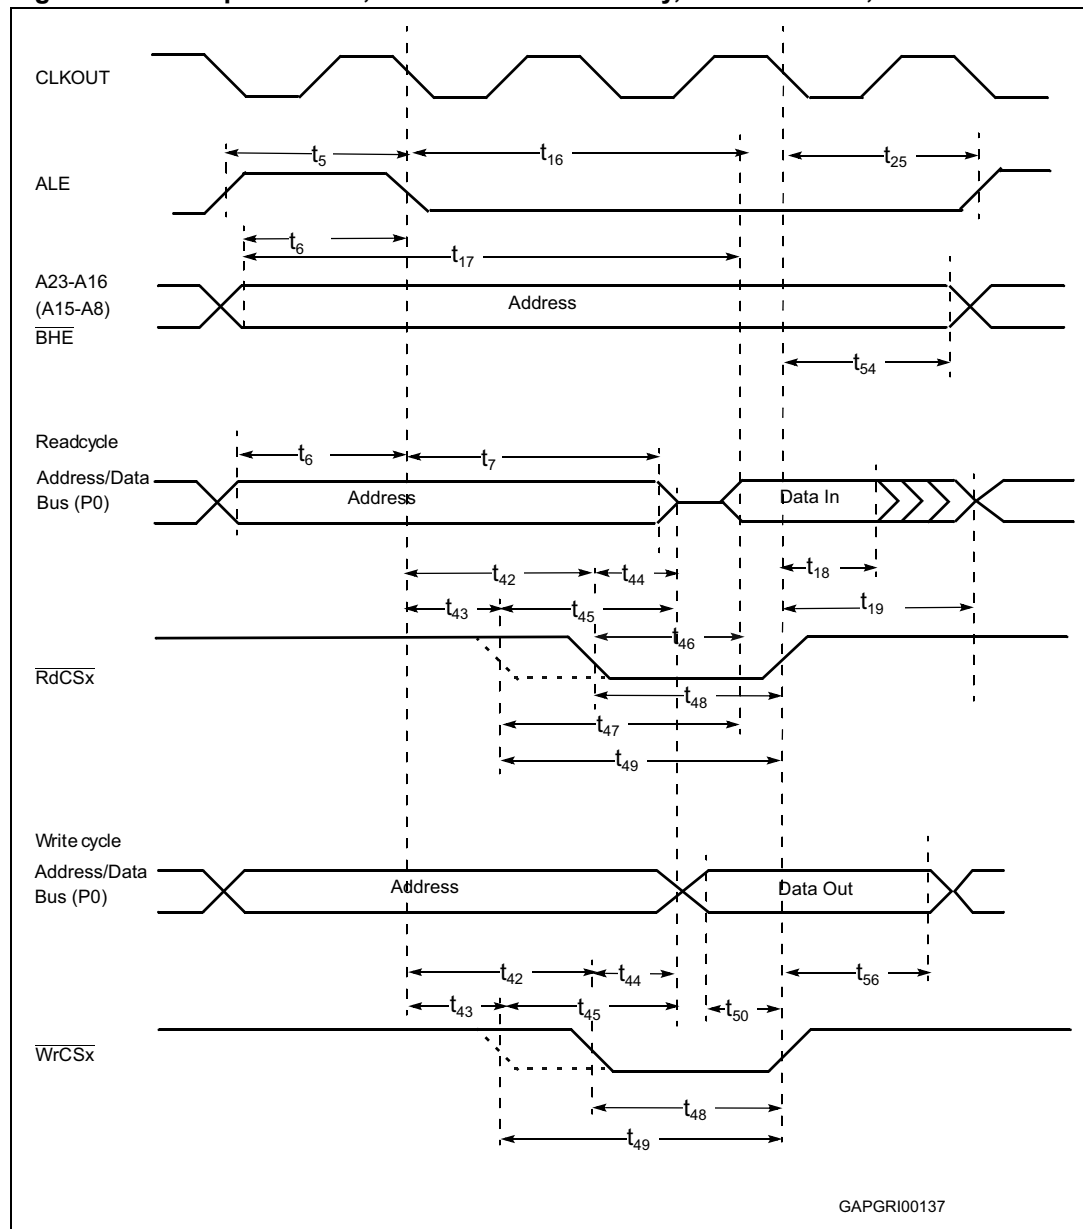 CLKOUT
t5 t16 t25
ALE
t6 t17
A23-A16
(A15-A8) Address
BHE
t54
Readcycle
t6 t7
Address/Data
Bus (P0) Address Data In
t42 t44 t18
t43 t45 t19
t46
RdCSx
t48
t47
t49
Write cycle
Address/Data
Bus (P0) Address Data Out
t42 t44 t56
t43 t45 t50
WrCSx
t48
t49
GAPGRI00137